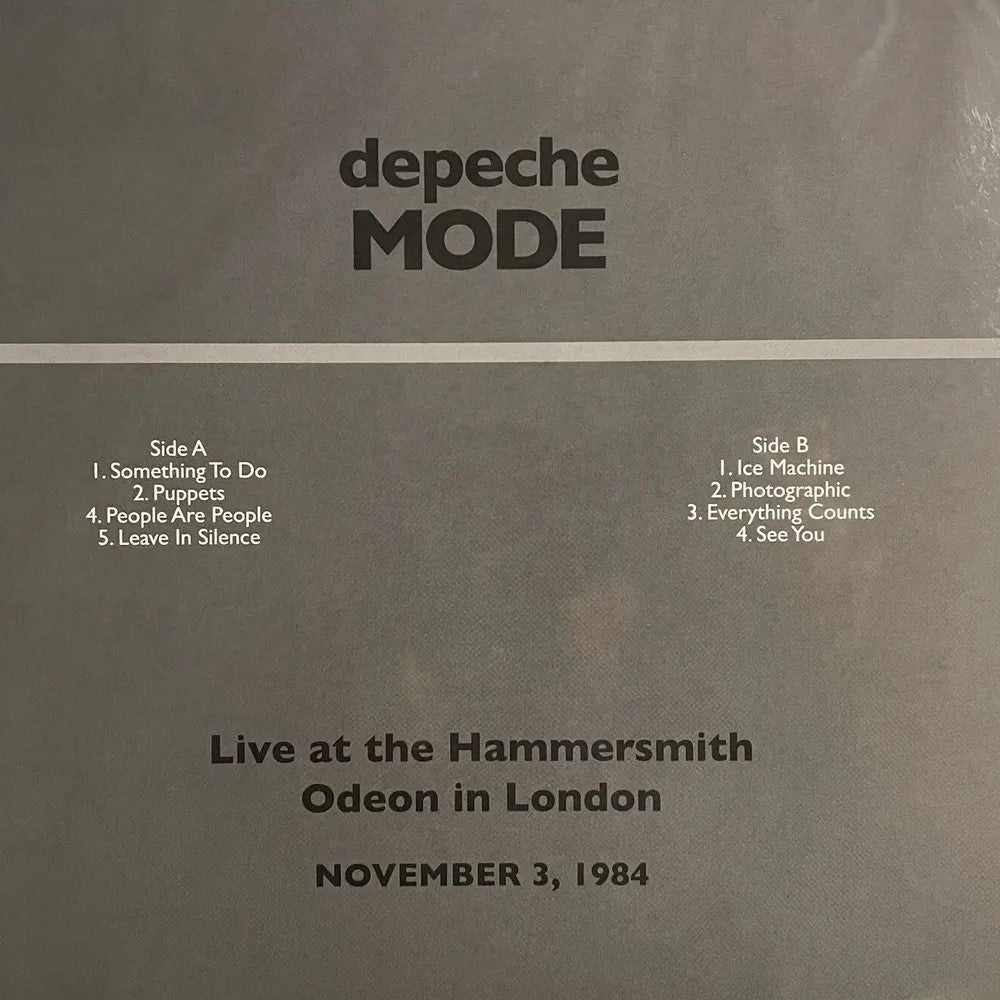 depeche
MODE
Side A
1. Something To Do
2. Puppets
4. People Are People
5. Leave In Silence
Side B
1. Ice Machine
2. Photographic
3. Everything Counts
4. See You
Live at the Hammersmith
Odeon in London
NOVEMBER 3, 1984